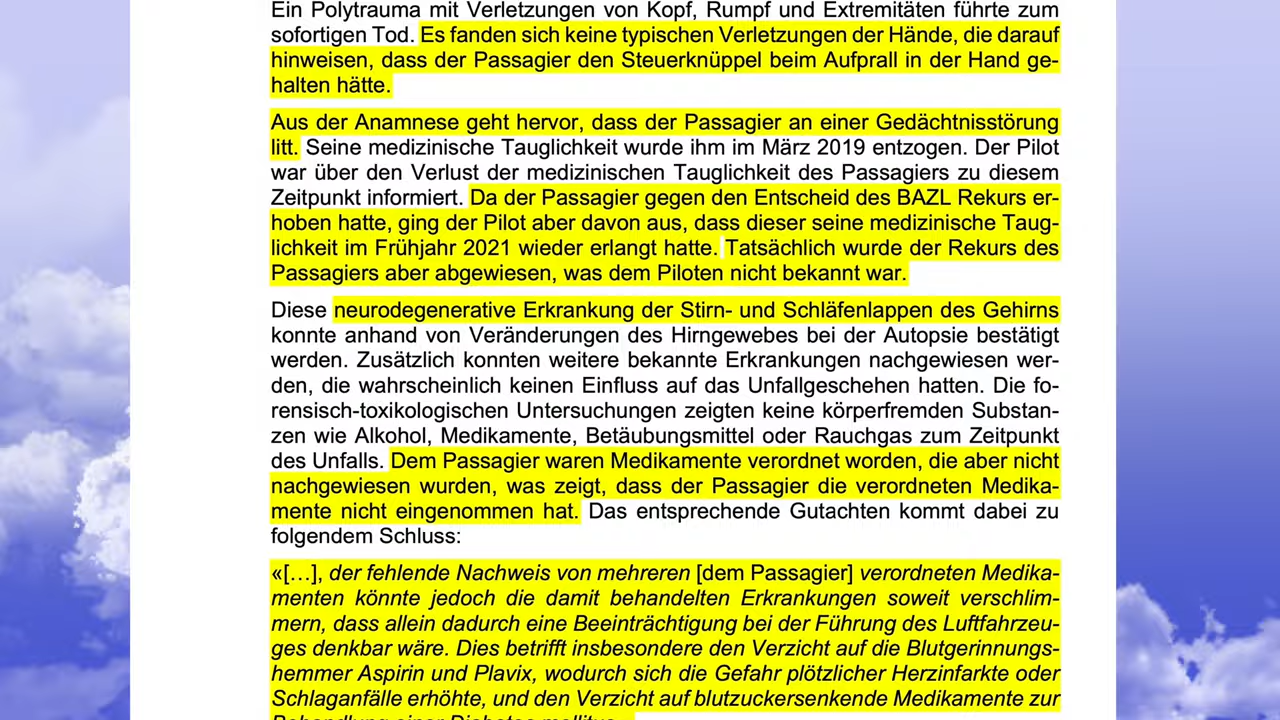 Ein Polytrauma mit Verletzungen von Kopf, Rumpf und Extremitäten führte zum
sofortigen Tod. Es fanden sich keine typischen Verletzungen der Hände, die darauf
hinweisen, dass der Passagier den Steuerknüppel beim Aufprall in der Hand ge-
halten hätte.
Aus der Anamnese geht hervor, dass der Passagier an einer Gedächtnisstörung
litt. Seine medizinische Tauglichkeit wurde ihm im März 2019 entzogen. Der Pilot
war über den Verlust der medizinischen Tauglichkeit des Passagiers zu diesem
Zeitpunkt informiert. Da der Passagier gegen den Entscheid des BAZL Rekurs er-
hoben hatte, ging der Pilot aber davon aus, dass dieser seine medizinische Taug-
lichkeit im Frühjahr 2021 wieder erlangt hatte. Tatsächlich wurde der Rekurs des
Passagiers aber abgewiesen, was dem Piloten nicht bekannt war.
Diese neurodegenerative Erkrankung der Stirn- und Schläfenlappen des Gehirns
konnte anhand von Veränderungen des Hirngewebes bei der Autopsie bestätigt
werden. Zusätzlich konnten weitere bekannte Erkrankungen nachgewiesen wer-
den, die wahrscheinlich keinen Einfluss auf das Unfallgeschehen hatten. Die fo-
rensisch-toxikologischen Untersuchungen zeigten keine körperfremden Substan-
zen wie Alkohol, Medikamente, Betäubungsmittel oder Rauchgas zum Zeitpunkt
des Unfalls. Dem Passagier waren Medikamente verordnet worden, die aber nicht
nachgewiesen wurden, was zeigt, dass der Passagier die verordneten Medika-
mente nicht eingenommen hat. Das entsprechende Gutachten kommt dabei zu
folgendem Schluss:
«[…], der fehlende Nachweis von mehreren [dem Passagier] verordneten Medika-
menten könnte jedoch die damit behandelten Erkrankungen soweit verschlim-
mern, dass allein dadurch eine Beeinträchtigung bei der Führung des Luftfahrzeu-
ges denkbar wäre. Dies betrifft insbesondere den Verzicht auf die Blutgerinnungs-
hemmer Aspirin und Plavix, wodurch sich die Gefahr plötzlicher Herzinfarkte oder
Schlaganfälle erhöhte, und den Verzicht auf blutzuckersenkende Medikamente zur
Behandlung einer Diabetes mellitus